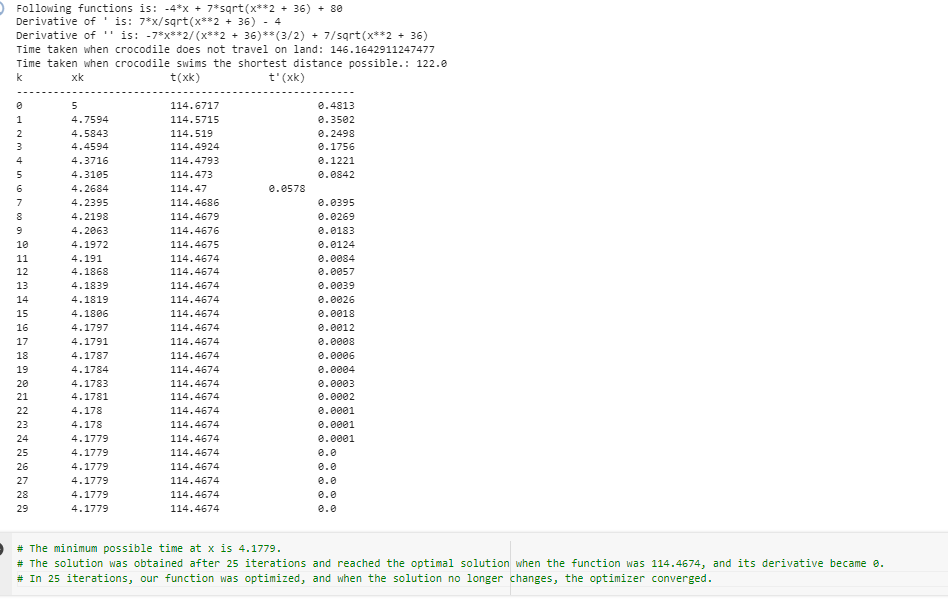 Following functions is: -4*x + 7*sqrt(x**2 + 36) + 80
Derivative of ' is: 7*x/sqrt(x**2 + 36) - 4
Derivative of '' is: -7*x**2/(x**2 + 36)**(3/2) + 7/sqrt(x**2 + 36)
Time taken when crocodile does not travel on land: 146.1642911247477
Time taken when crocodile swims the shortest distance possible.: 122.0
k xk t(xk) t'(xk)
------------------------------------------------------
0 5 114.6717 0.4813
1 4.7594 114.5715 0.3502
2 4.5843 114.519 0.2498
3 4.4594 114.4924 0.1756
4 4.3716 114.4793 0.1221
5 4.3105 114.473 0.0842
6 4.2684 114.47 0.0578
7 4.2395 114.4686 0.0395
8 4.2198 114.4679 0.0269
9 4.2063 114.4676 0.0183
10 4.1972 114.4675 0.0124
11 4.191 114.4674 0.0084
12 4.1868 114.4674 0.0057
13 4.1839 114.4674 0.0039
14 4.1819 114.4674 0.0026
15 4.1806 114.4674 0.0018
16 4.1797 114.4674 0.0012
17 4.1791 114.4674 0.0008
18 4.1787 114.4674 0.0006
19 4.1784 114.4674 0.0004
20 4.1783 114.4674 0.0003
21 4.1781 114.4674 0.0002
22 4.178 114.4674 0.0001
23 4.178 114.4674 0.0001
24 4.1779 114.4674 0.0001
25 4.1779 114.4674 0.0
26 4.1779 114.4674 0.0
27 4.1779 114.4674 0.0
28 4.1779 114.4674 0.0
29 4.1779 114.4674 0.0
# The minimum possible time at x is 4.1779.
# The solution was obtained after 25 iterations and reached the optimal solution when the function was 114.4674, and its derivative became 0.
# In 25 iterations, our function was optimized, and when the solution no longer changes, the optimizer converged.